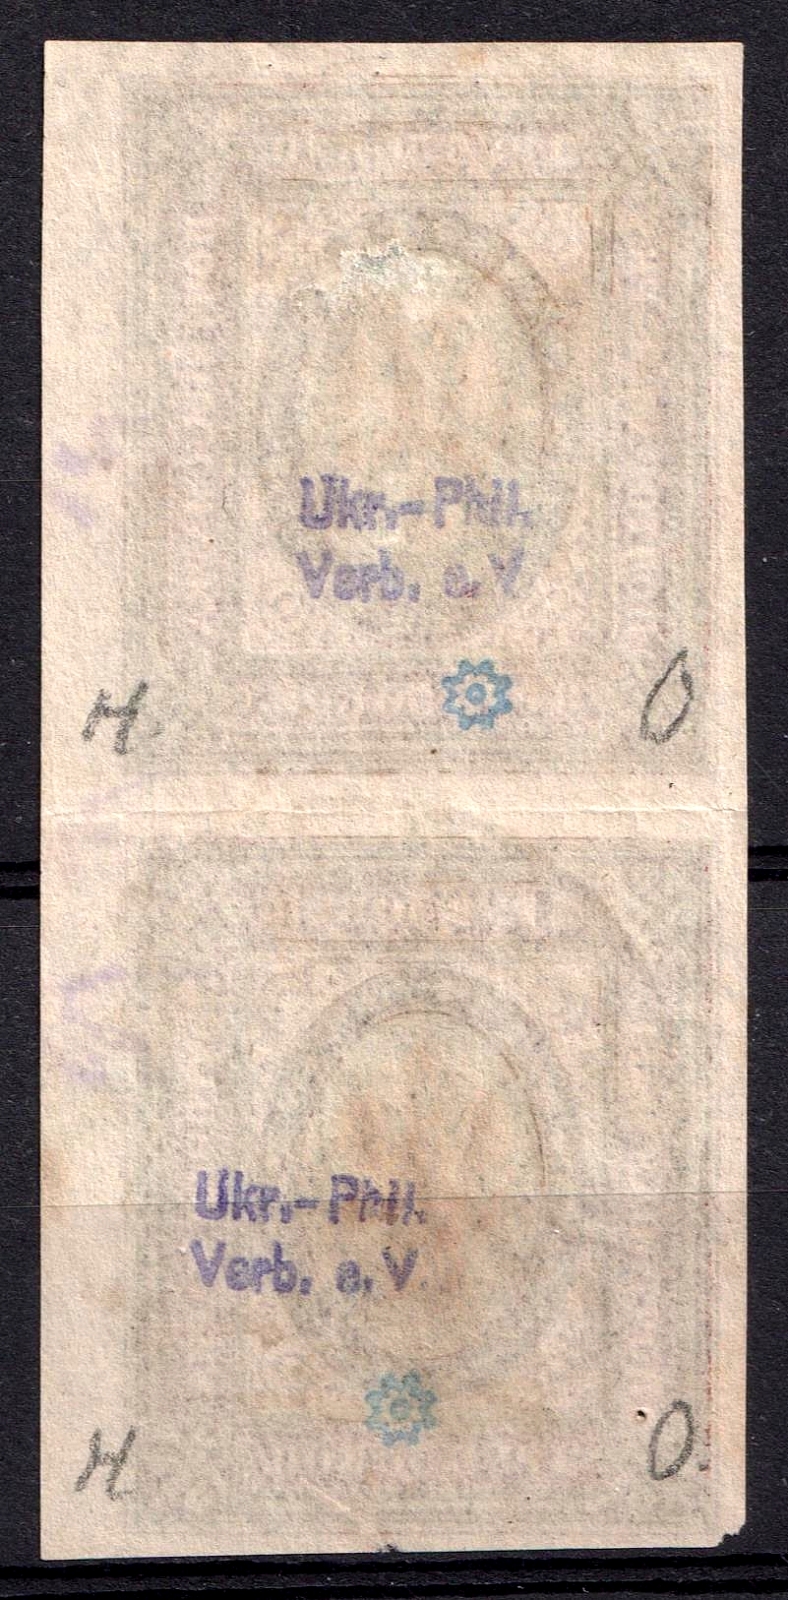 Ukr.-Phil.
Verb. e. V.
H. O
Ukr.-Phil.
Verb. e. V.
H O